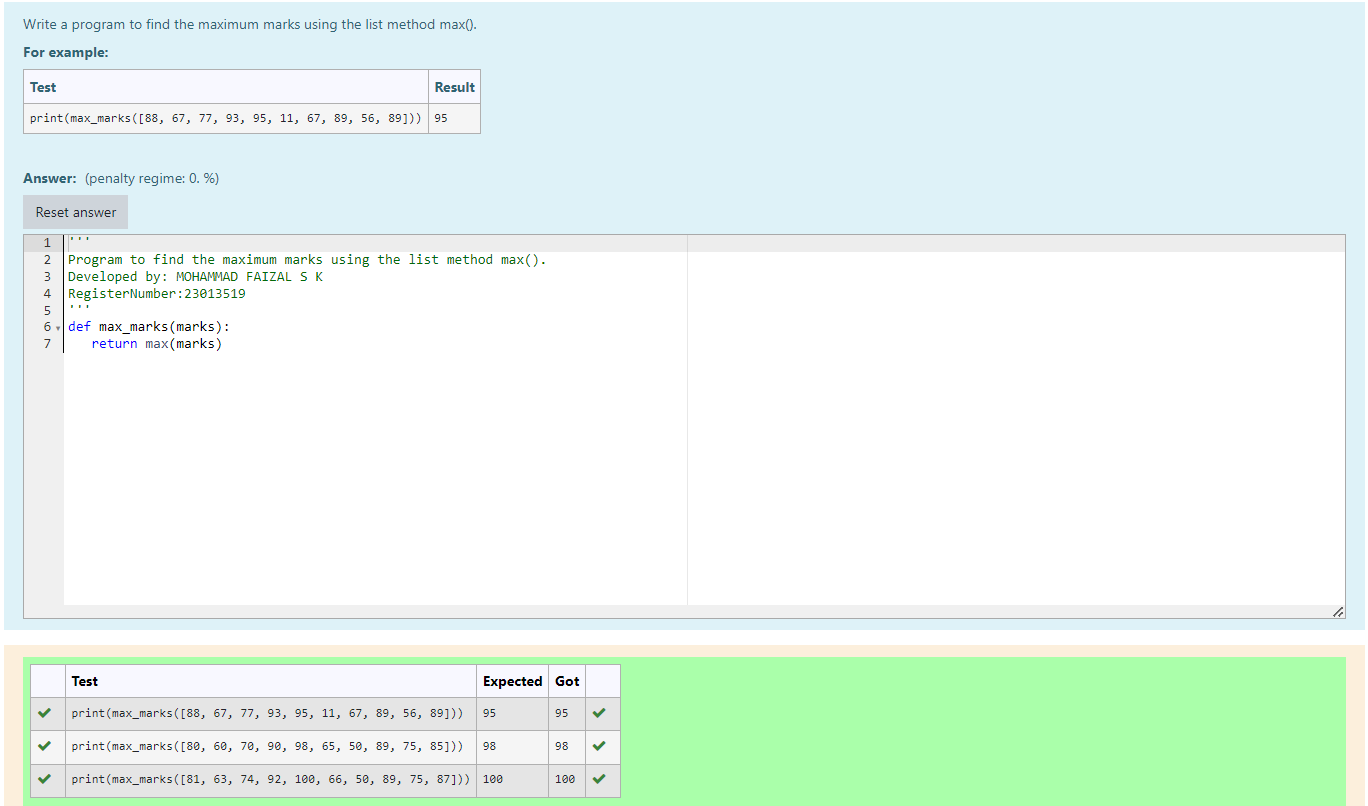 Write a program to find the maximum marks using the list method max().
For example:
Test Result
print(max_marks([88, 67, 77, 93, 95, 11, 67, 89, 56, 89])) 95
Answer: (penalty regime: 0. %)
Reset answer
1 '''
2 Program to find the maximum marks using the list method max().
3 Developed by: MOHAMMAD FAIZAL S K
4 RegisterNumber:23013519
5 '''
6 def max_marks(marks):
7 return max(marks)
Test Expected Got
print(max_marks([88, 67, 77, 93, 95, 11, 67, 89, 56, 89])) 95 95
print(max_marks([80, 60, 70, 90, 98, 65, 50, 89, 75, 85])) 98 98
print(max_marks([81, 63, 74, 92, 100, 66, 50, 89, 75, 87])) 100 100